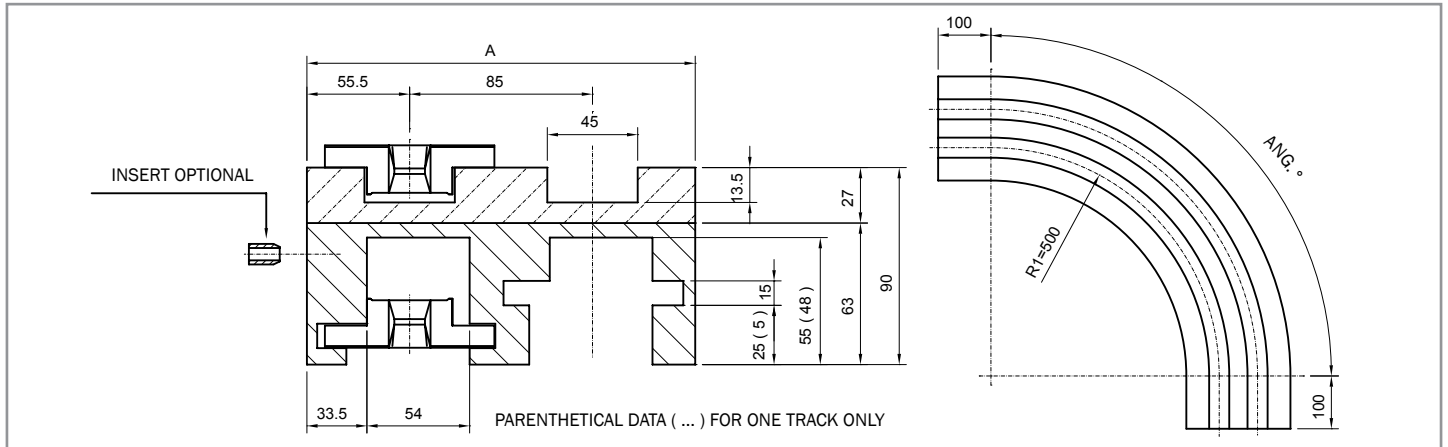 A
100
55.5
85
45
INSERT OPTIONAL
13.5
27
ANG. °
R1=500
15
25 ( 5 )
55 ( 48 )
63
90
33.5
54
PARENTHETICAL DATA ( ... ) FOR ONE TRACK ONLY
100